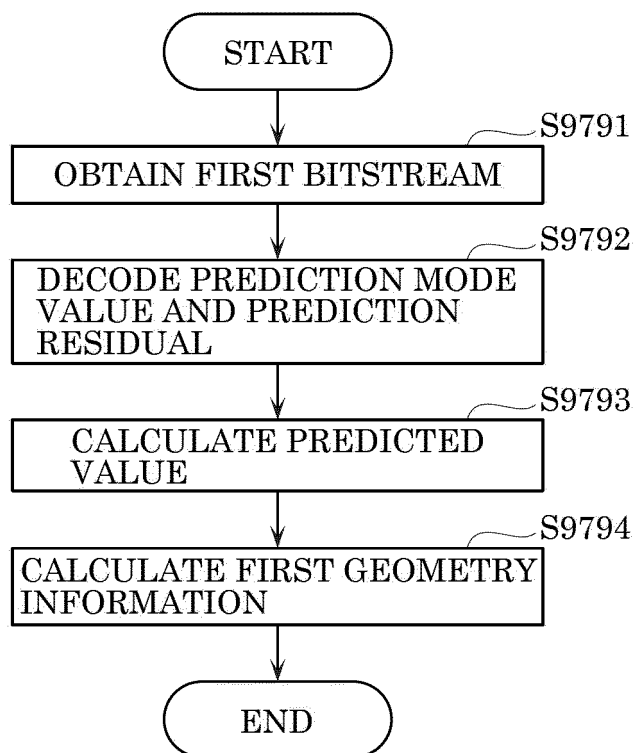 START
S9791
OBTAIN FIRST BITSTREAM
S9792
DECODE PREDICTION MODE
VALUE AND PREDICTION
RESIDUAL
S9793
CALCULATE PREDICTED
VALUE
S9794
CALCULATE FIRST GEOMETRY
INFORMATION
END